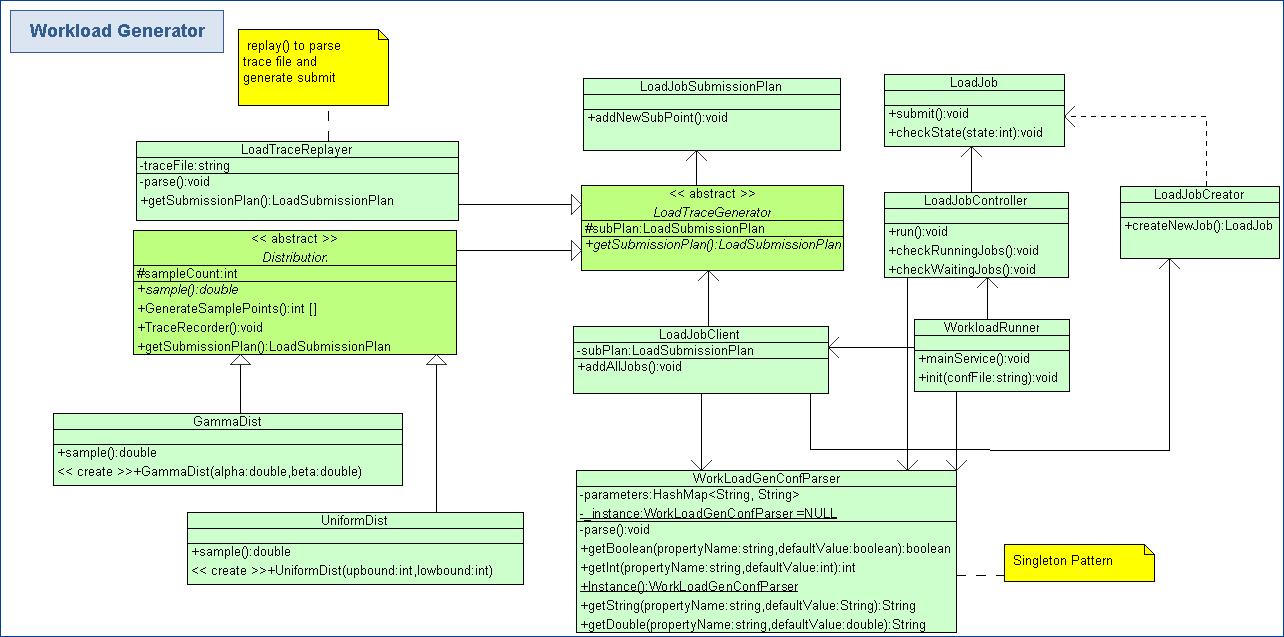 Workload Generator
replay() to parse
trace file and
generate submit
LoadTraceReplayer
-traceFile:string
-parse():void
+getSubmissionPlan():LoadSubmissionPlan
<< abstract >>
Distribution
#sampleCount:int
+sample():double
+GenerateSamplePoints():int []
+TraceRecorder():void
+getSubmissionPlan():LoadSubmissionPlan
GammaDist
+sample():double
<< create >>+GammaDist(alpha:double,beta:double)
UniformDist
+sample():double
<< create >>+UniformDist(upbound:int,lowbound:int)
LoadJobSubmissionPlan
+addNewSubPoint():void
<< abstract >>
LoadTraceGenerator
#subPlan:LoadSubmissionPlan
+getSubmissionPlan():LoadSubmissionPlan
LoadJobClient
-subPlan:LoadSubmissionPlan
+addAllJobs():void
LoadJob
+submit():void
+checkState(state:int):void
LoadJobController
+run():void
+checkRunningJobs():void
+checkWaitingJobs():void
WorkloadRunner
+mainService():void
+init(confFile:string):void
LoadJobCreator
+createNewJob():LoadJob
WorkLoadGenConfParser
-parameters:HashMap<String, String>
-_instance:WorkLoadGenConfParser =NULL
-parse():void
+getBoolean(propertyName:string,defaultValue:boolean):boolean
+getInt(propertyName:string,defaultValue:int):int
+Instance():WorkLoadGenConfParser
+getString(propertyName:string,defaultValue:String):String
+getDouble(propertyName:string,defaultValue:double):String
Singleton Pattern